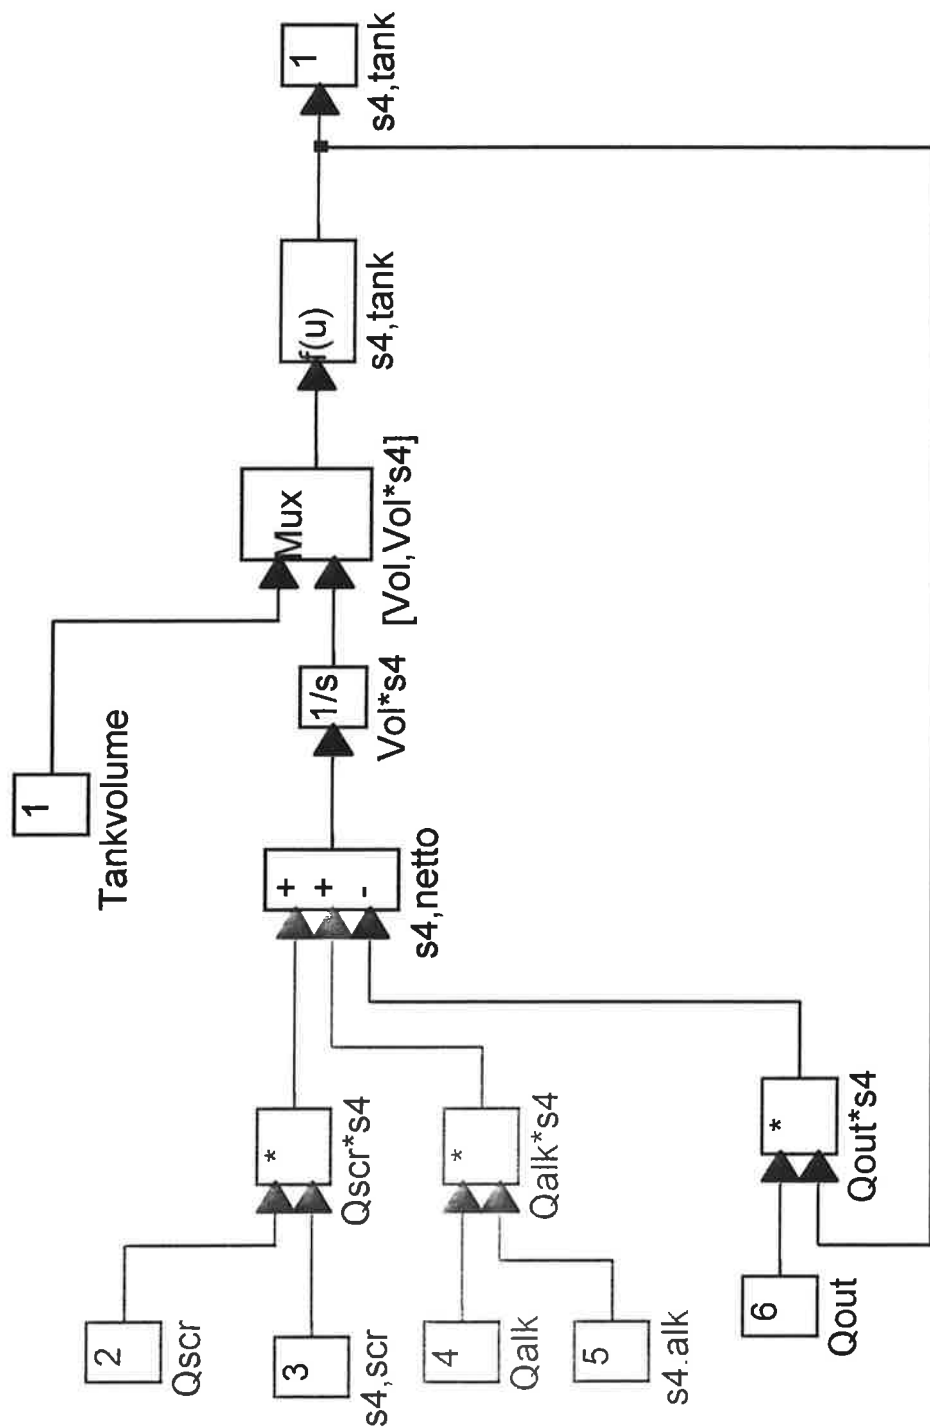 1
Tankvolume
2
Qscr
3
s4,scr
*
Qscr*s4
4
Qalk
5
s4.alk
*
Qalk*s4
6
Qout
*
Qout*s4
+
+
-
s4,netto
1/s
Vol*s4
Mux
[Vol,Vol*s4]
f(u)
s4,tank
1
s4,tank